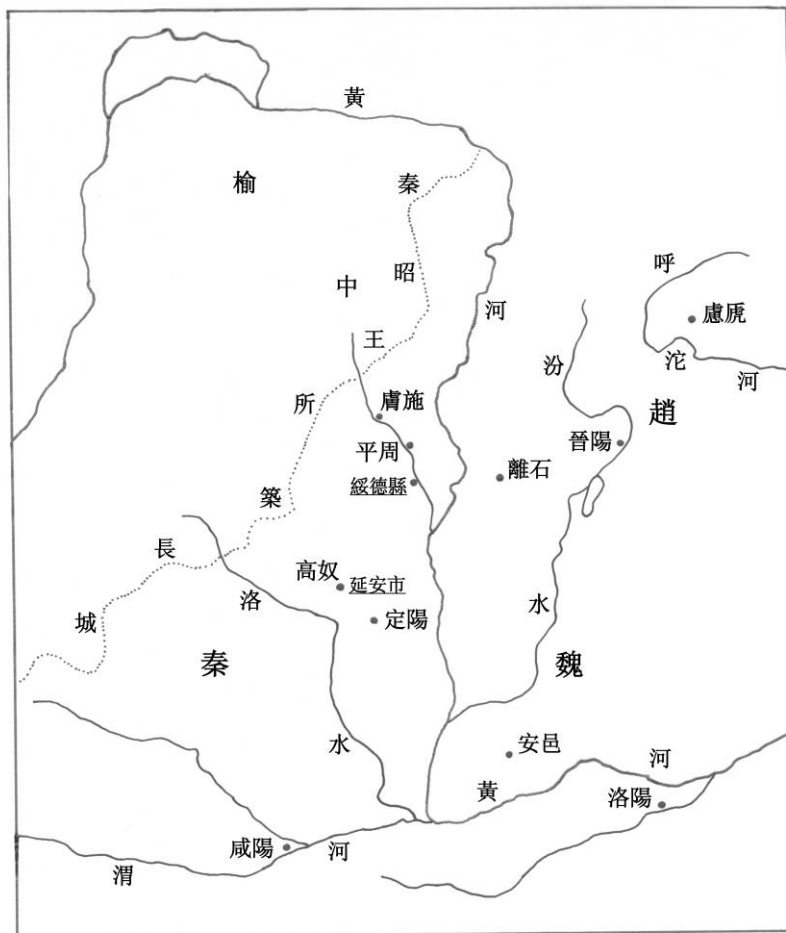 黃河
榆中
秦昭王所築長城
呼沱河
慮虒
汾水
趙
膚施
晉陽
平周
離石
綏德縣
高奴
延安市
定陽
洛水
秦
魏
安邑
黃河
洛陽
咸陽
渭河